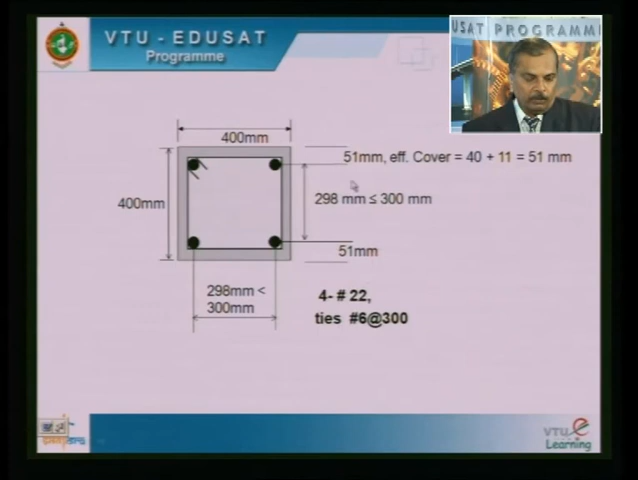 VTU - EDUSAT
Programme
USAT PROGRAMM
400mm
51mm, eff. Cover = 40 + 11 = 51 mm
400mm
298 mm ≤ 300 mm
51mm
298mm <
300mm
4- # 22,
ties #6@300
VTU e
Learning